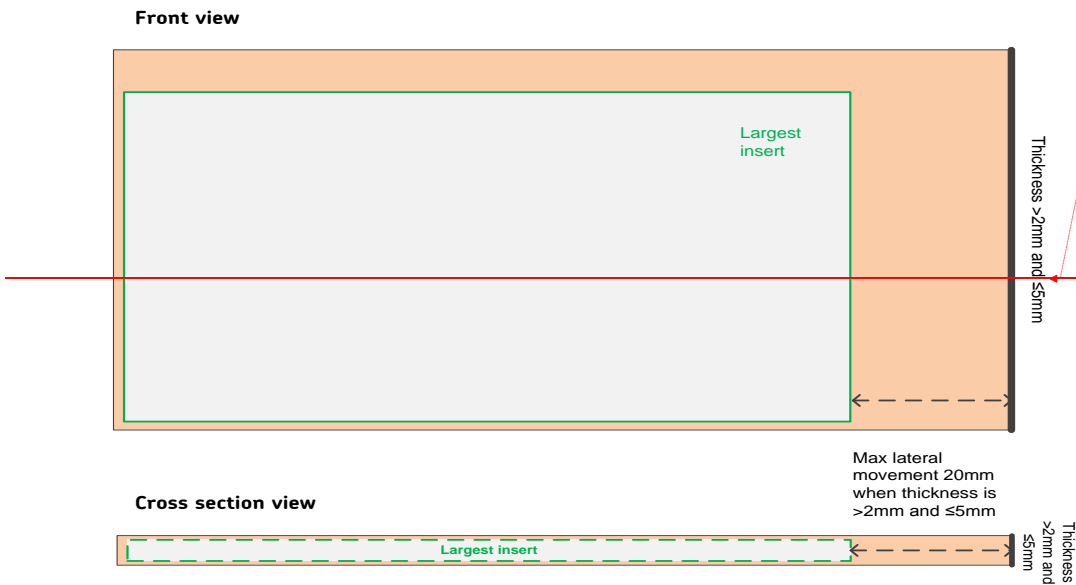 Front view
Largest
insert
Thickness >2mm and ≤5mm
Max lateral
movement 20mm
when thickness is
>2mm and ≤5mm
Cross section view
Largest insert
Thickness
>2mm and
≤5mm